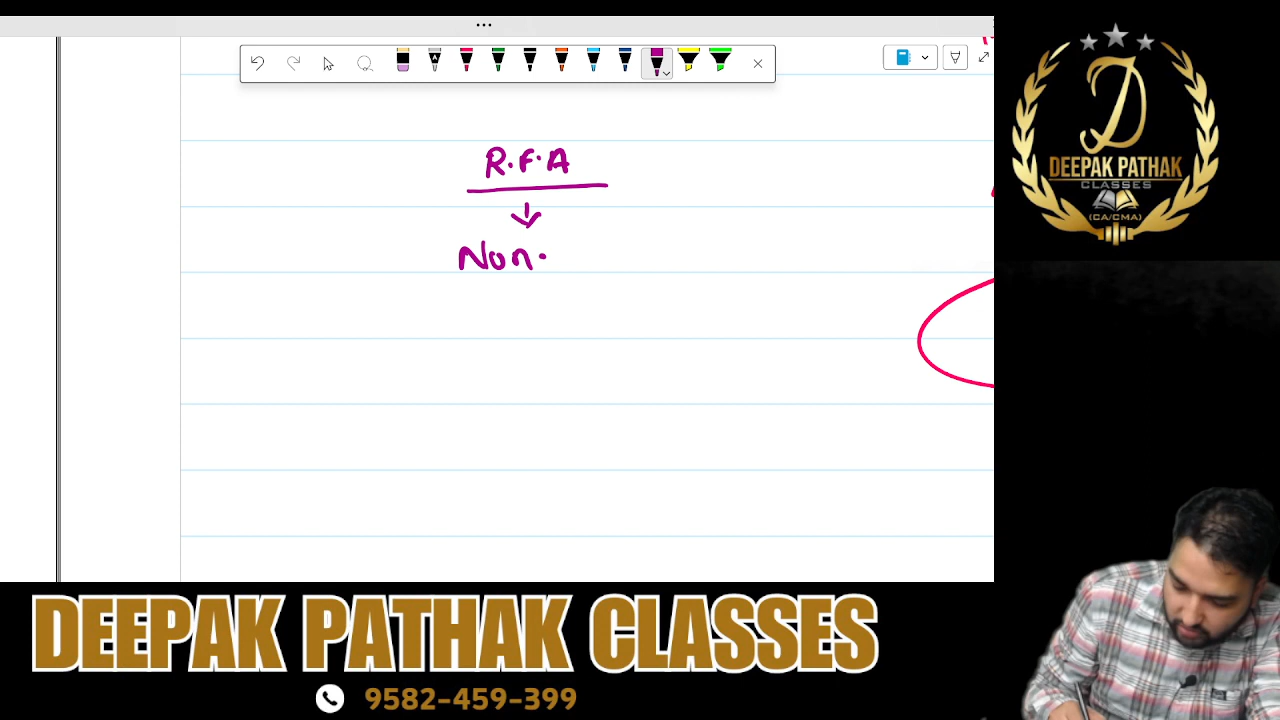 R.F.A
Non.
D
DEEPAK PATHAK
CLASSES
(CA/CMA)
DEEPAK PATHAK CLASSES
9582-459-399